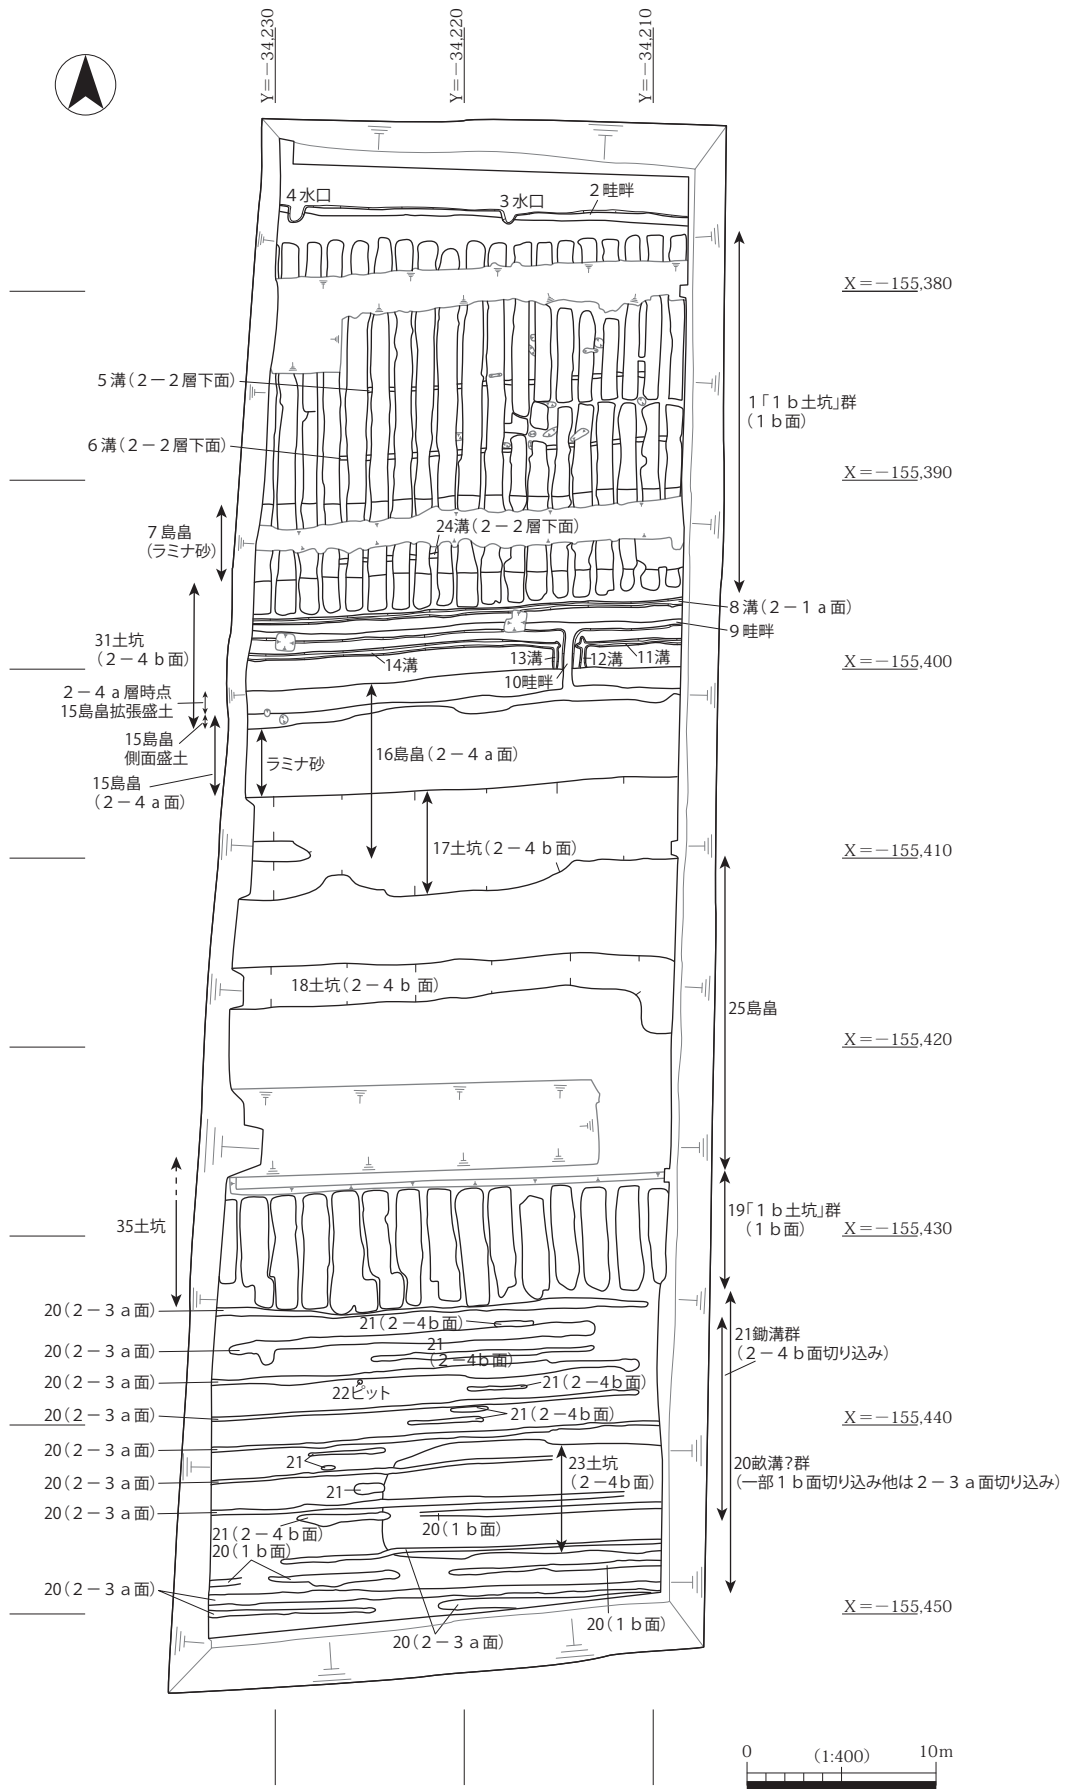 Y=−34,230
Y=−34,220
Y=−34,210
4水口
3水口
2畦畔
X=−155,380
5溝(2−2層下面)
1「1b土坑」群
(1b面)
6溝(2−2層下面)
X=−155,390
7島畠
(ラミナ砂)
24溝(2−2層下面)
8溝(2−1a面)
9畦畔
31土坑
(2−4b面)
14溝
13溝
12溝
11溝
10畦畔
X=−155,400
2−4a層時点
15島畠拡張盛土
15島畠
側面盛土
15島畠
(2−4a面)
ラミナ砂
16島畠(2−4a面)
17土坑(2−4b面)
X=−155,410
18土坑(2−4b面)
25島畠
X=−155,420
35土坑
19「1b土坑」群
(1b面)
X=−155,430
20(2−3a面)
21(2−4b面)
21鋤溝群
(2−4b面切り込み)
20(2−3a面)
21
(2−4b面)
20(2−3a面)
22ピット
21(2−4b面)
20(2−3a面)
21(2−4b面)
X=−155,440
20(2−3a面)
21
23土坑
(2−4b面)
20畝溝?群
(一部1b面切り込み他は2−3a面切り込み)
20(2−3a面)
21
20(2−3a面)
21(2−4b面)
20(1b面)
20(1b面)
20(2−3a面)
X=−155,450
20(1b面)
20(2−3a面)
0
(1:400)
10m